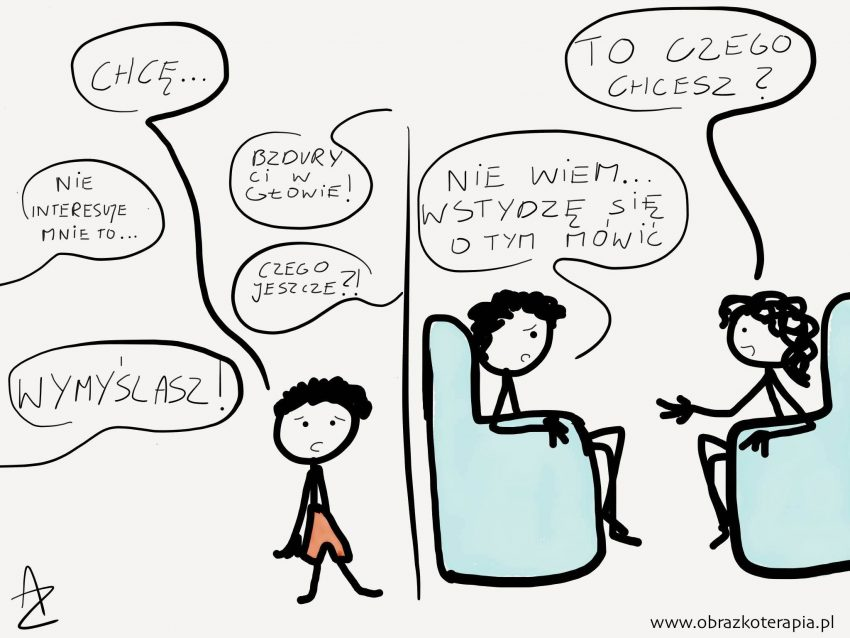 CHCĘ...
NIE
INTERESUJE
MNIE TO...
BZDURY
CI W
GŁOWIE!
CZEGO
JESZCZE?!
WYMYŚLASZ!
TO CZEGO
CHCESZ?
NIE WIEM...
WSTYDZĘ SIĘ
O TYM MÓWIĆ
AZ
www.obrazkoterapia.pl